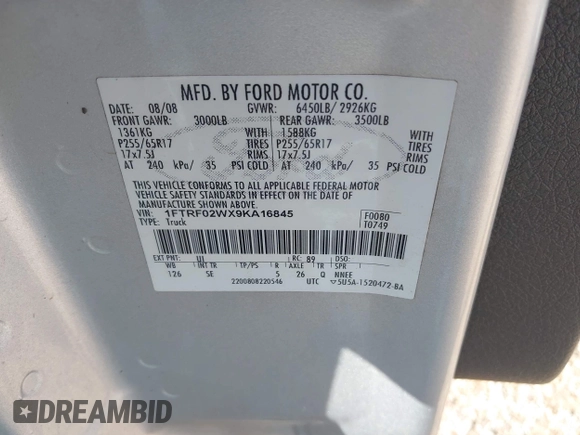 MFD. BY FORD MOTOR CO.
DATE: 08/08 GVWR: 6450LB/ 2926KG
FRONT GAWR: 3000LB REAR GAWR: 3500LB
1361KG WITH 1588KG WITH
P255/65R17 TIRES P255/65R17 TIRES
17x7.5J RIMS 17x7.5J RIMS
AT 240 kPa/ 35 PSI COLD AT 240 kPa/ 35 PSI COLD
THIS VEHICLE CONFORMS TO ALL APPLICABLE FEDERAL MOTOR
VEHICLE SAFETY STANDARDS IN EFFECT ON THE DATE OF
MANUFACTURE SHOWN ABOVE.
VIN: 1FTRF02WX9KA16845 F0080
TYPE: Truck T0749
EXT PNT: UI RC: 89 DSO:
WB INT TR TP/PS R AXLE TR SPR
126 5E 5 26 Q NNEE
2200808220546 UTC ▽5U5A-1520472-BA
DREAMBID